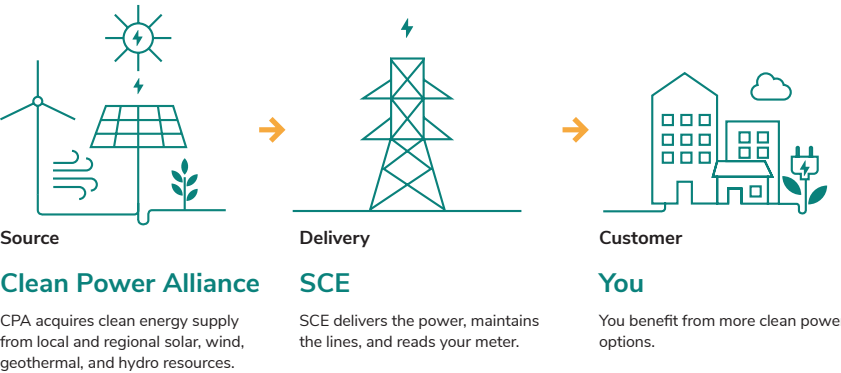 Source
Clean Power Alliance
CPA acquires clean energy supply
from local and regional solar, wind,
geothermal, and hydro resources.
Delivery
SCE
SCE delivers the power, maintains
the lines, and reads your meter.
Customer
You
You benefit from more clean powe
options.